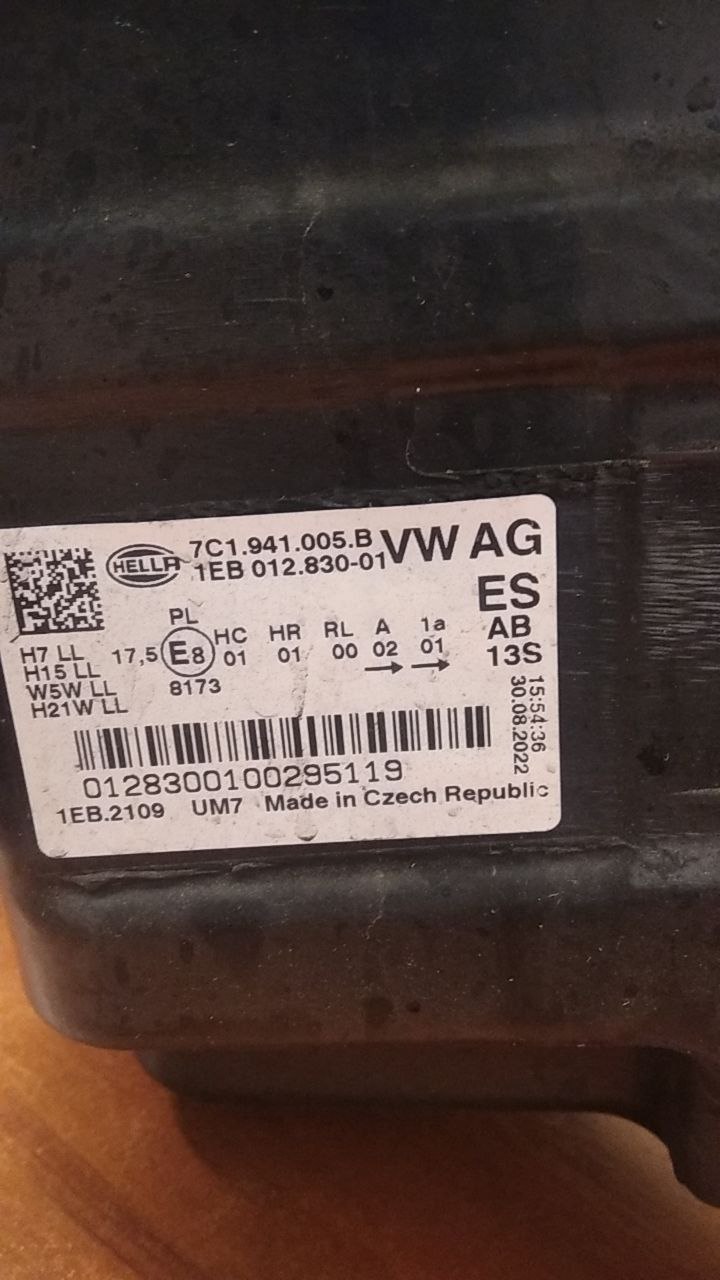 HELLA
7C1.941.005.B VW AG
1EB 012.830-01
ES
PL
HC HR RL A 1a AB
H7 LL 17,5 E8 01 01 00 02 01 13S
H15 LL
W5W LL 8173
H21W LL
15:54:36
30.08.2022
0128300100295119
1EB.2109 UM7 Made in Czech Republic